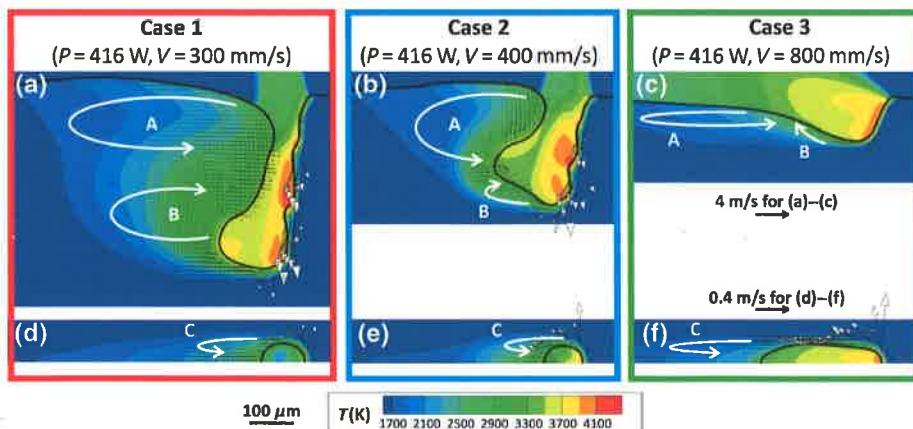 Case 1
(P = 416 W, V = 300 mm/s)
Case 2
(P = 416 W, V = 400 mm/s)
Case 3
(P = 416 W, V = 800 mm/s)
(a)
A
B
(b)
A
B
(c)
A
B
4 m/s for (a)–(c)
0.4 m/s for (d)–(f)
(d)
C
(e)
C
(f)
C
100 μm
T(K)
1700 2100 2500 2900 3300 3700 4100